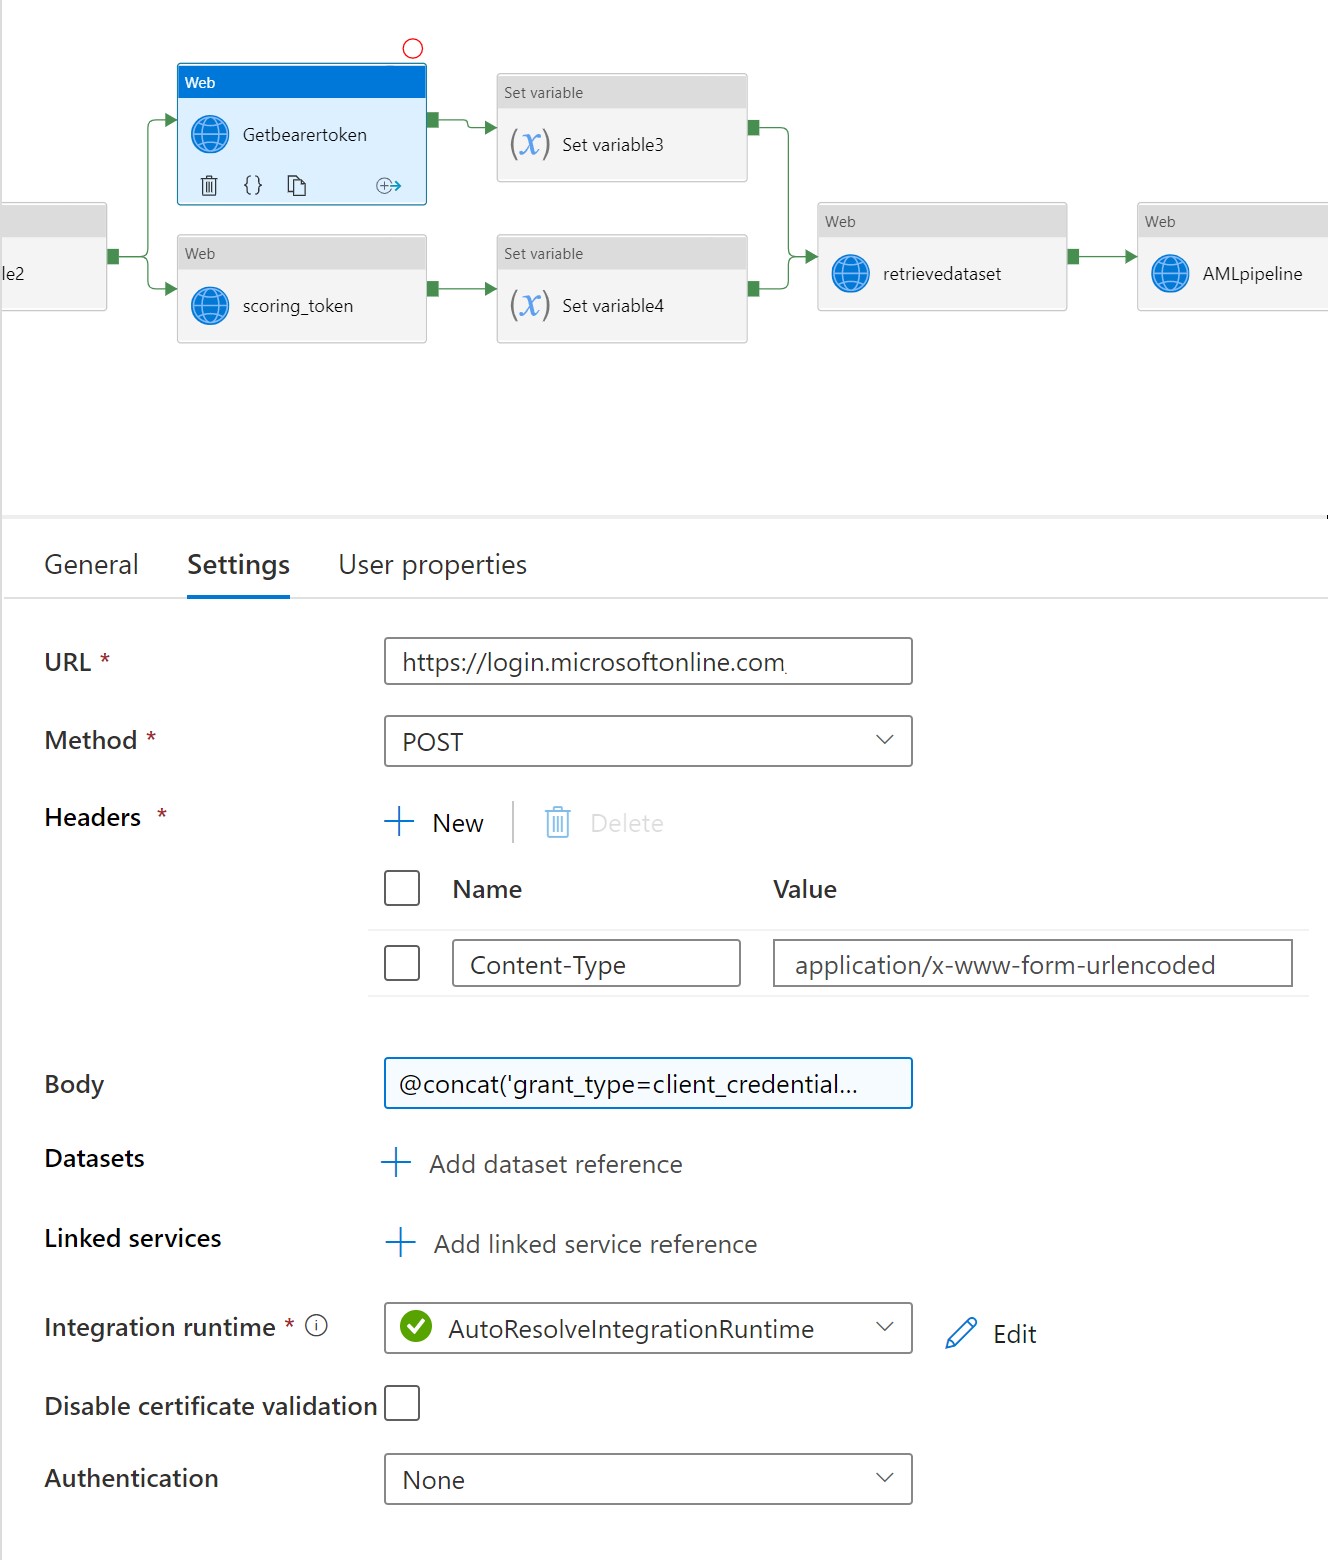 Web
Getbearertoken
Set variable
(x) Set variable3
le2
Web
scoring_token
Set variable
(x) Set variable4
Web
retrievedataset
Web
AMLpipeline
General Settings User properties
URL *
https://login.microsoftonline.com
Method *
POST
Headers *
New
Delete
Name Value
Content-Type application/x-www-form-urlencoded
Body
@concat('grant_type=client_credential...
Datasets
Add dataset reference
Linked services
Add linked service reference
Integration runtime *
AutoResolveIntegrationRuntime
Edit
Disable certificate validation
Authentication
None